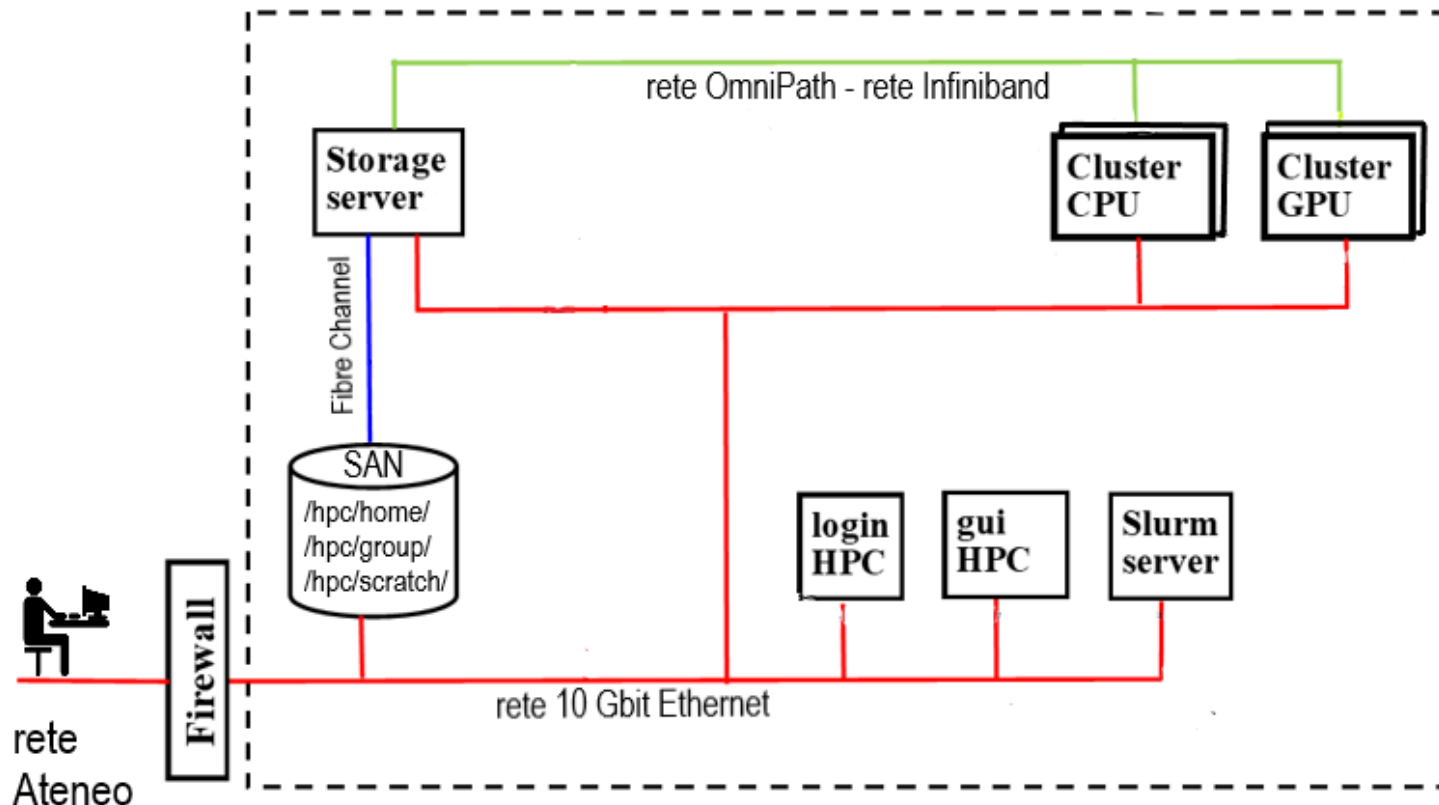 rete OmniPath - rete Infiniband
Storage
server
Cluster
CPU
Cluster
GPU
Fibre Channel
SAN
/hpc/home/
/hpc/group/
/hpc/scratch/
login
HPC
gui
HPC
Slurm
server
Firewall
rete 10 Gbit Ethernet
rete
Ateneo